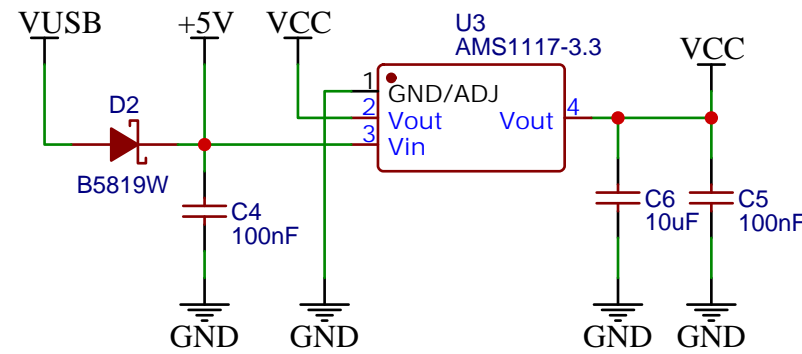 VUSB
+5V
VCC
U3
AMS1117-3.3
VCC
D2
1
GND/ADJ
2
Vout
Vout
4
3
Vin
B5819W
C4
100nF
C6
10uF
C5
100nF
GND
GND
GND
GND